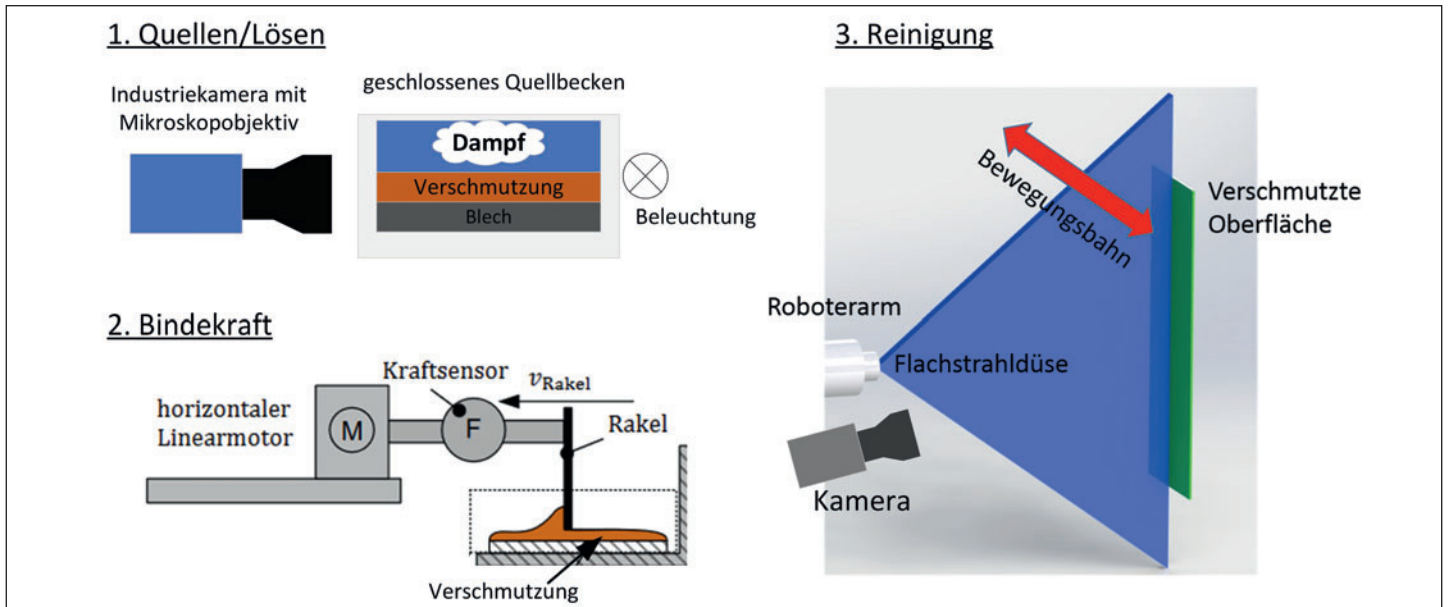 1. Quellen/Lösen
Industriekamera mit
Mikroskopobjektiv
geschlossenes Quellbecken
Dampf
Verschmutzung
Blech
Beleuchtung
2. Bindekraft
Kraftsensor
vRakel
horizontaler
Linearmotor
M
F
Rakel
Verschmutzung
3. Reinigung
Bewegungsbahn
Verschmutzte
Oberfläche
Roboterarm
Flachstrahldüse
Kamera